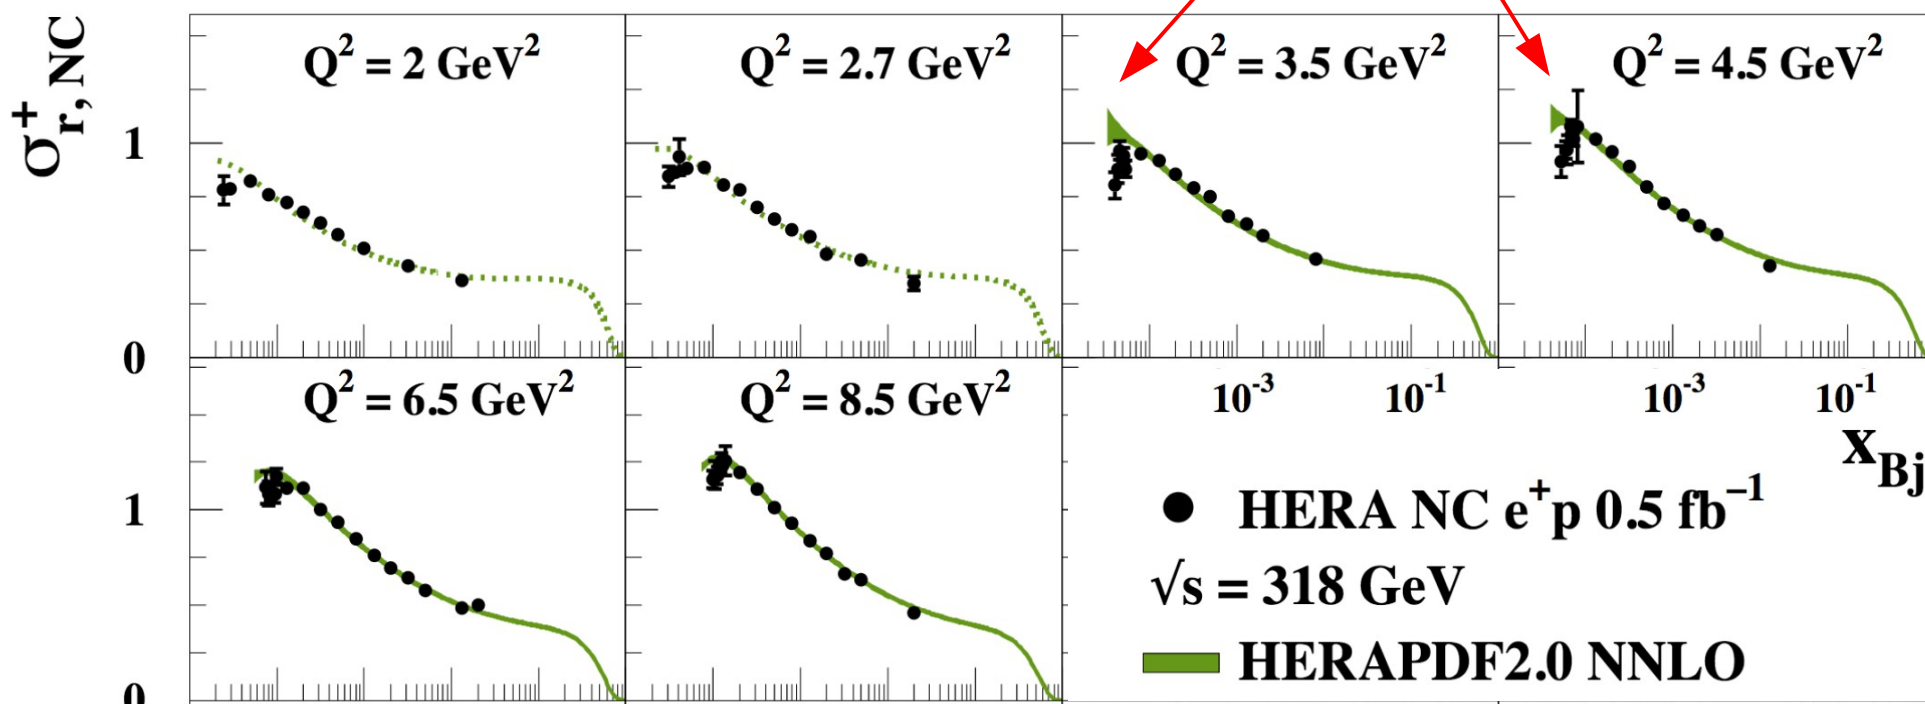 σ⁺r, NC
Q² = 2 GeV²
Q² = 2.7 GeV²
Q² = 3.5 GeV²
Q² = 4.5 GeV²
1
0
Q² = 6.5 GeV²
Q² = 8.5 GeV²
10⁻³
10⁻¹
10⁻³
10⁻¹
xBj
1
0
HERA NC e⁺p 0.5 fb⁻¹
√s = 318 GeV
HERAPDF2.0 NNLO